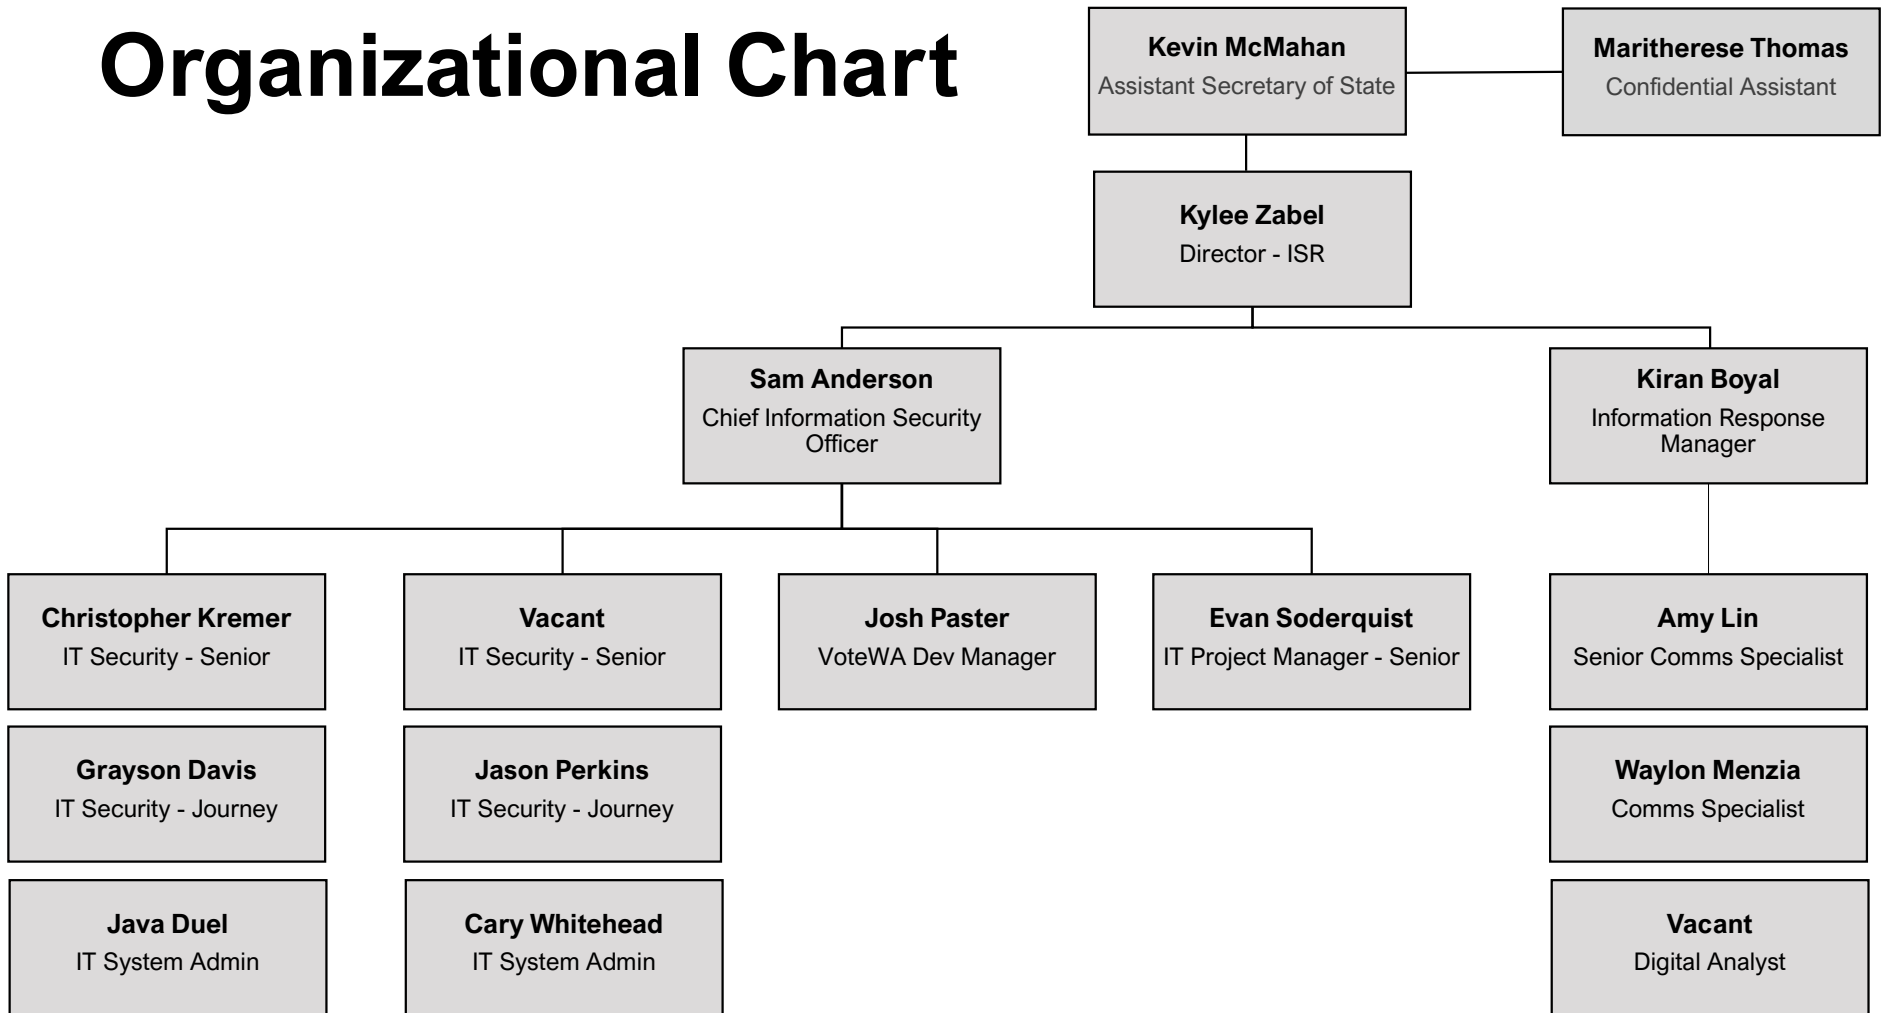 Organizational Chart
Kevin McMahan
Assistant Secretary of State
Maritherese Thomas
Confidential Assistant
Kylee Zabel
Director - ISR
Sam Anderson
Chief Information Security
Officer
Kiran Boyal
Information Response
Manager
Christopher Kremer
IT Security - Senior
Vacant
IT Security - Senior
Josh Paster
VoteWA Dev Manager
Evan Soderquist
IT Project Manager - Senior
Amy Lin
Senior Comms Specialist
Grayson Davis
IT Security - Journey
Jason Perkins
IT Security - Journey
Waylon Menzia
Comms Specialist
Java Duel
IT System Admin
Cary Whitehead
IT System Admin
Vacant
Digital Analyst